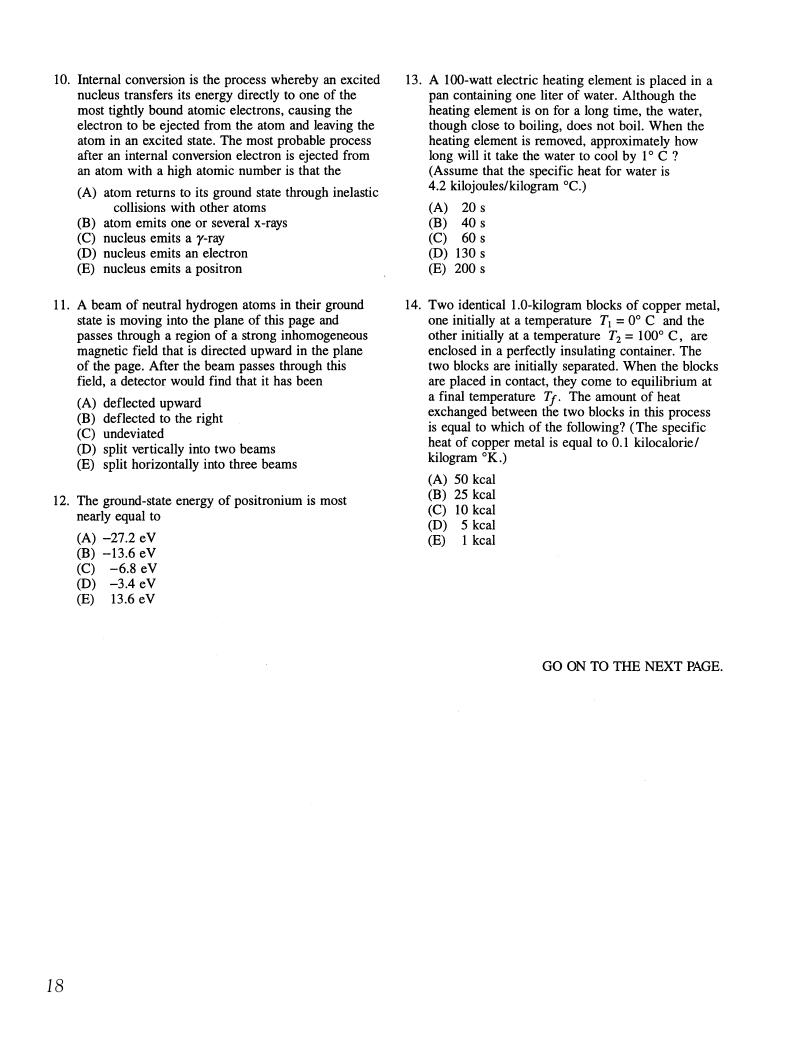 10. Internal conversion is the process whereby an excited
nucleus transfers its energy directly to one of the
most tightly bound atomic electrons, causing the
electron to be ejected from the atom and leaving the
atom in an excited state. The most probable process
after an internal conversion electron is ejected from
an atom with a high atomic number is that the
(A) atom returns to its ground state through inelastic
collisions with other atoms
(B) atom emits one or several x-rays
(C) nucleus emits a γ-ray
(D) nucleus emits an electron
(E) nucleus emits a positron
11. A beam of neutral hydrogen atoms in their ground
state is moving into the plane of this page and
passes through a region of a strong inhomogeneous
magnetic field that is directed upward in the plane
of the page. After the beam passes through this
field, a detector would find that it has been
(A) deflected upward
(B) deflected to the right
(C) undeviated
(D) split vertically into two beams
(E) split horizontally into three beams
12. The ground-state energy of positronium is most
nearly equal to
(A) −27.2 eV
(B) −13.6 eV
(C) −6.8 eV
(D) −3.4 eV
(E) 13.6 eV
13. A 100-watt electric heating element is placed in a
pan containing one liter of water. Although the
heating element is on for a long time, the water,
though close to boiling, does not boil. When the
heating element is removed, approximately how
long will it take the water to cool by 1° C ?
(Assume that the specific heat for water is
4.2 kilojoules/kilogram °C.)
(A) 20 s
(B) 40 s
(C) 60 s
(D) 130 s
(E) 200 s
14. Two identical 1.0-kilogram blocks of copper metal,
one initially at a temperature T₁ = 0° C and the
other initially at a temperature T₂ = 100° C, are
enclosed in a perfectly insulating container. The
two blocks are initially separated. When the blocks
are placed in contact, they come to equilibrium at
a final temperature T_f. The amount of heat
exchanged between the two blocks in this process
is equal to which of the following? (The specific
heat of copper metal is equal to 0.1 kilocalorie/
kilogram °K.)
(A) 50 kcal
(B) 25 kcal
(C) 10 kcal
(D) 5 kcal
(E) 1 kcal
GO ON TO THE NEXT PAGE.
18